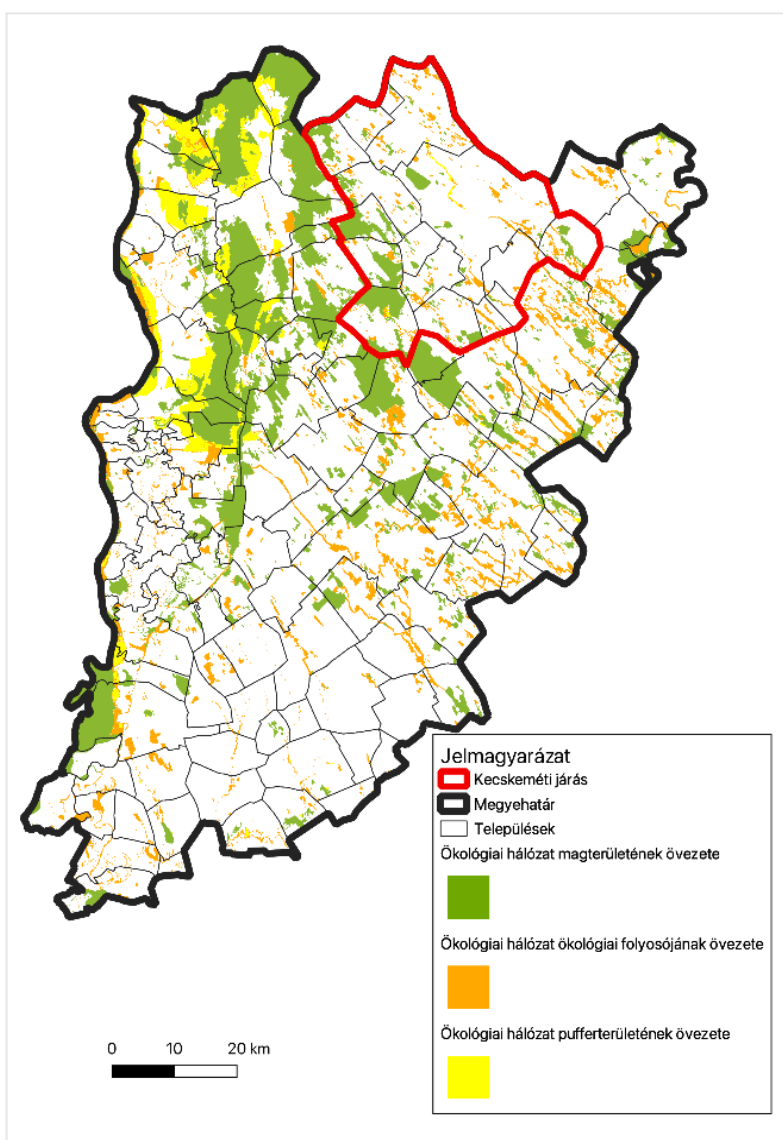 Jelmagyarázat
Kecskeméti járás
Megyehatár
Települések
Ökológiai hálózat magterületének övezete
Ökológiai hálózat ökológiai folyosójának övezete
Ökológiai hálózat pufferterületének övezete
0 10 20 km